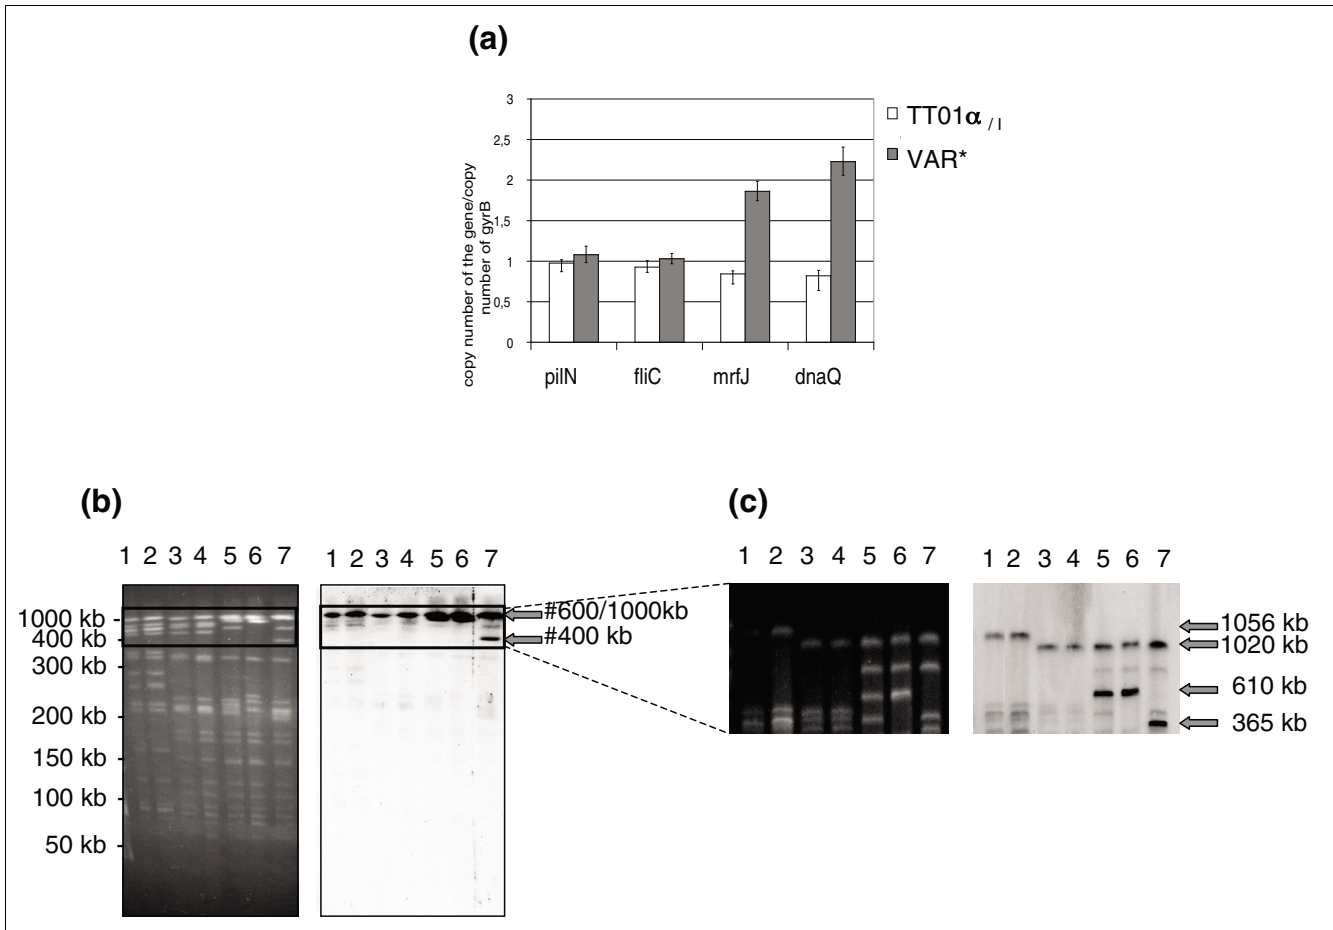 (a)
copy number of the gene/copy
number of gyrB
3
2,5
2
1,5
1
0,5
0
pilN fliC mrfJ dnaQ
TT01α /I
VAR*
(b)
1 2 3 4 5 6 7
1 2 3 4 5 6 7
1000 kb
400 kb
300 kb
200 kb
150 kb
100 kb
50 kb
#600/1000kb
#400 kb
(c)
1 2 3 4 5 6 7
1 2 3 4 5 6 7
1056 kb
1020 kb
610 kb
365 kb